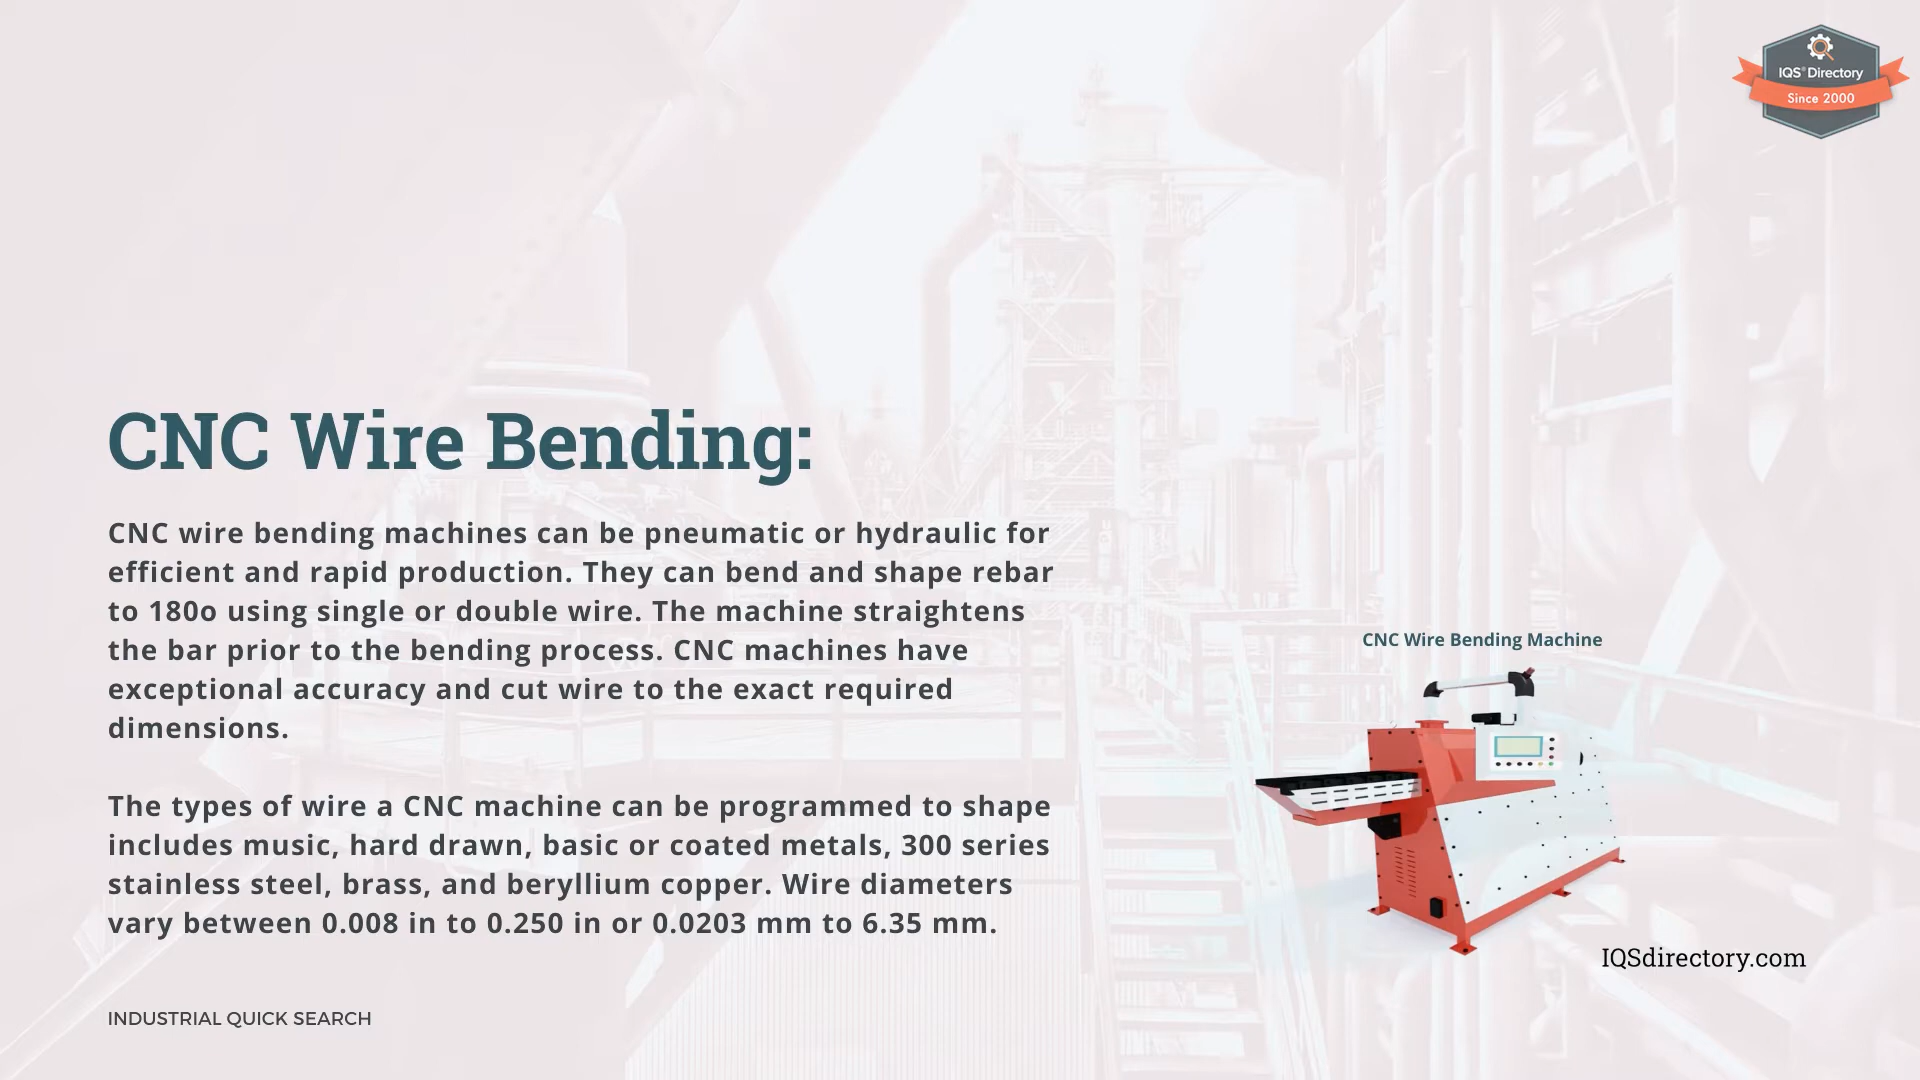 IQS® Directory
Since 2000
CNC Wire Bending:
CNC wire bending machines can be pneumatic or hydraulic for
efficient and rapid production. They can bend and shape rebar
to 180o using single or double wire. The machine straightens
the bar prior to the bending process. CNC machines have
exceptional accuracy and cut wire to the exact required
dimensions.
The types of wire a CNC machine can be programmed to shape
includes music, hard drawn, basic or coated metals, 300 series
stainless steel, brass, and beryllium copper. Wire diameters
vary between 0.008 in to 0.250 in or 0.0203 mm to 6.35 mm.
CNC Wire Bending Machine
IQSdirectory.com
INDUSTRIAL QUICK SEARCH